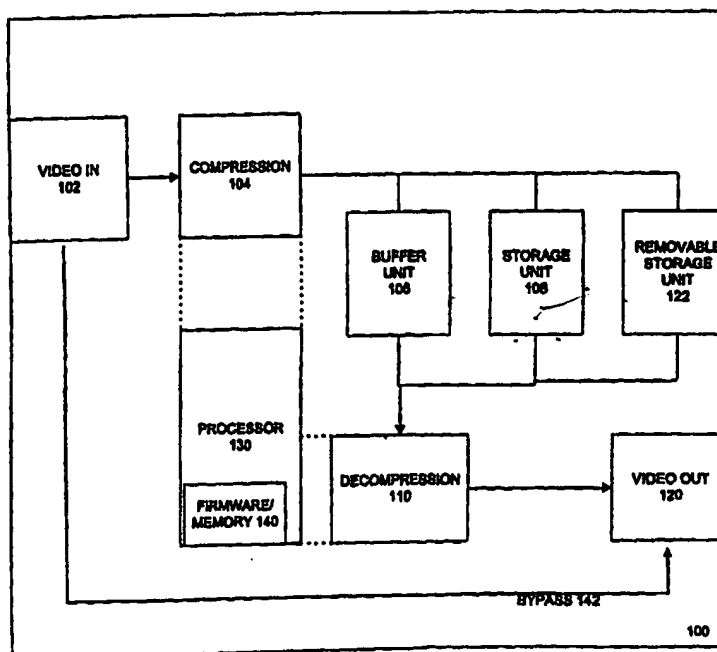 VIDEO IN
102
COMPRESSION
104
BUFFER
UNIT
106
STORAGE
UNIT
108
REMOVABLE
STORAGE
UNIT
122
PROCESSOR
130
FIRMWARE/
MEMORY 140
DECOMPRESSION
110
VIDEO OUT
120
BYPASS 142
100